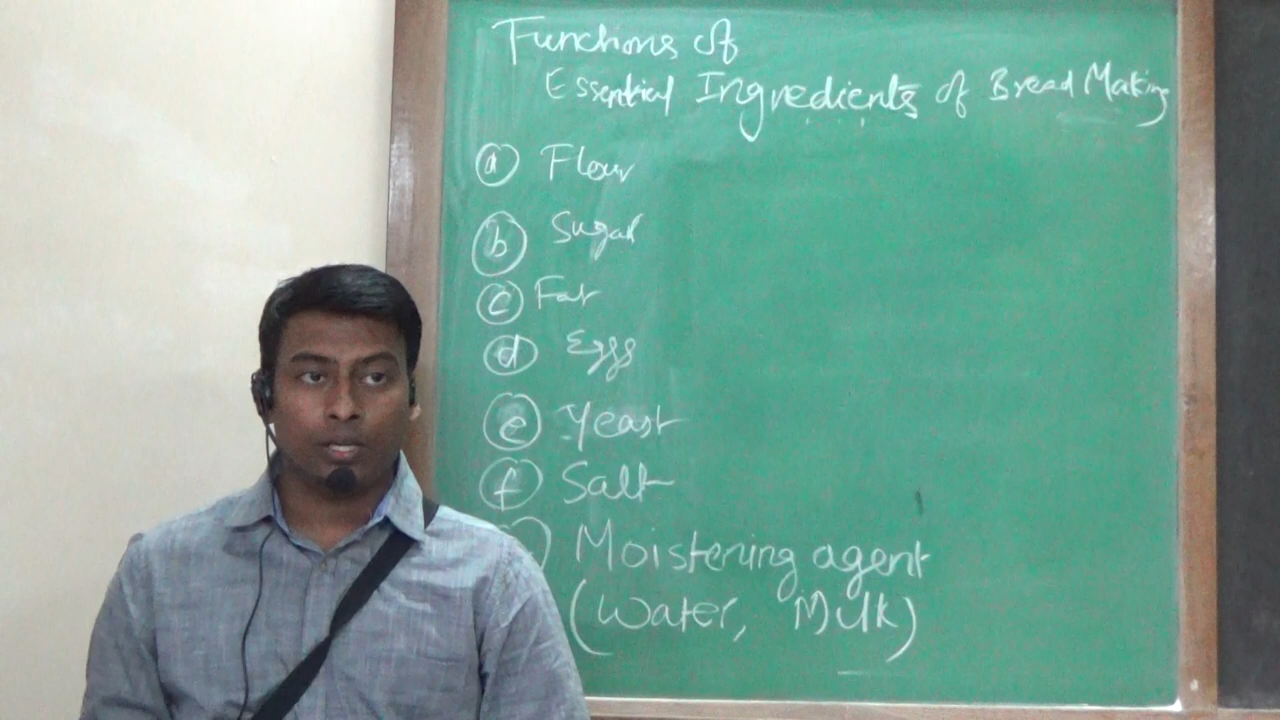 Functions of
Essential Ingredients of Bread Making
(a) Flour
(b) Sugar
(c) Fat
(d) Eggs
(e) Yeast
(f) Salt
Moistening agent
(Water, Milk)